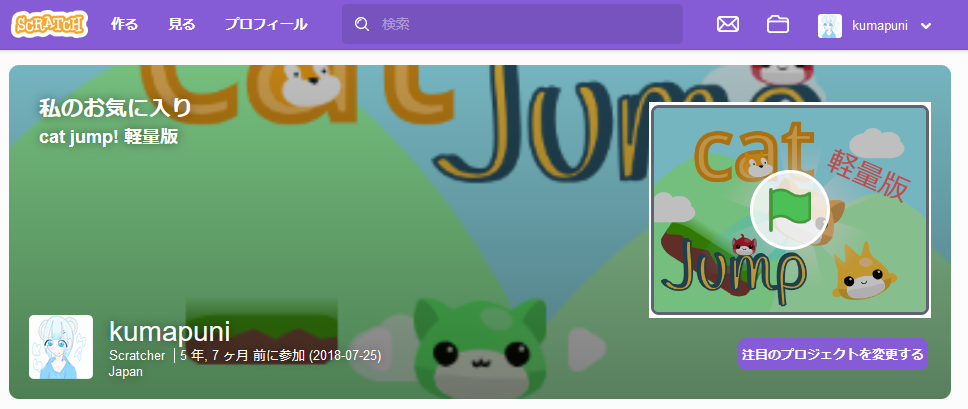 SCRATCH 作る 見る プロフィール 検索 kumapuni
私のお気に入り
cat jump! 軽量版
cat
Jump
cat
軽量版
Jump
kumapuni
Scratcher | 5 年, 7 ヶ月 前に参加 (2018-07-25)
Japan
注目のプロジェクトを変更する